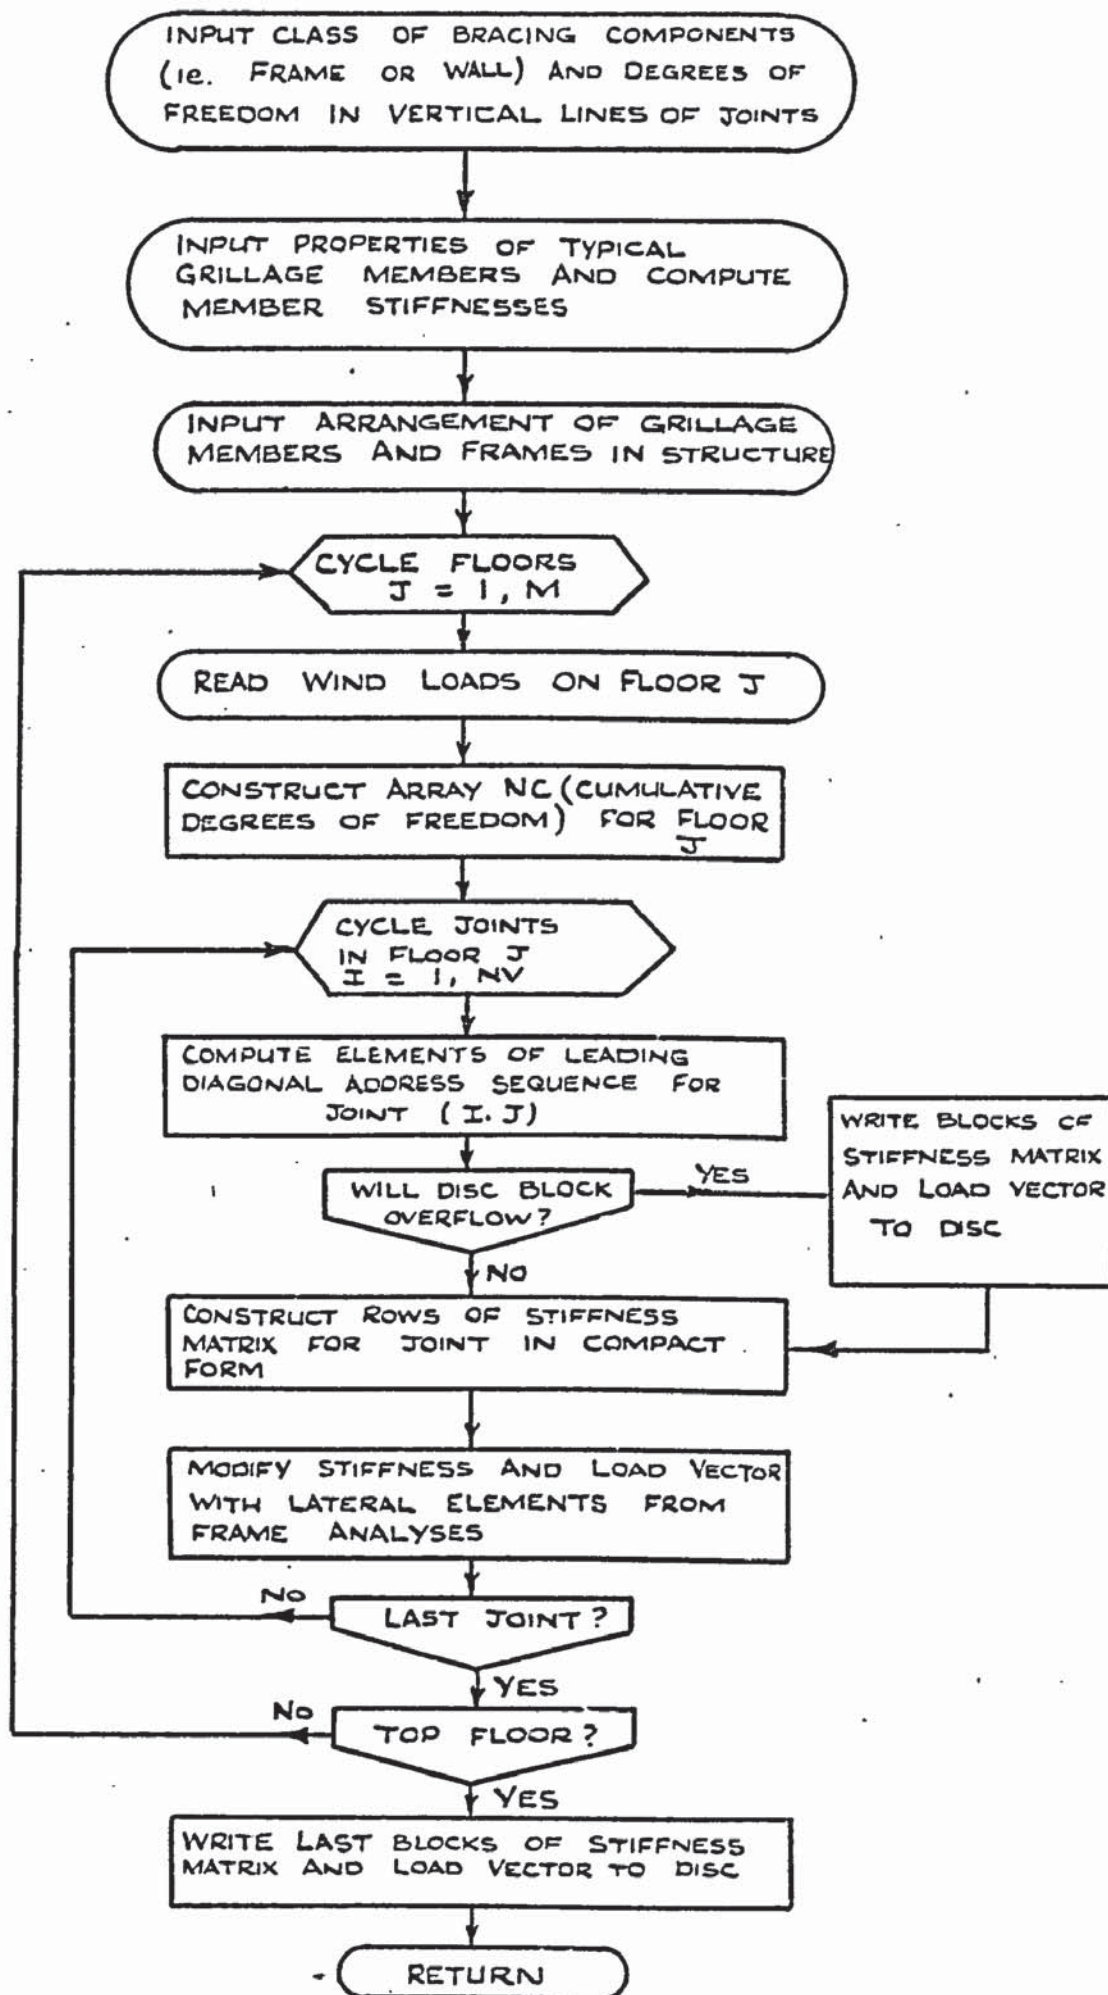 INPUT CLASS OF BRACING COMPONENTS
(ie. FRAME OR WALL) AND DEGREES OF
FREEDOM IN VERTICAL LINES OF JOINTS
INPUT PROPERTIES OF TYPICAL
GRILLAGE MEMBERS AND COMPUTE
MEMBER STIFFNESSES
INPUT ARRANGEMENT OF GRILLAGE
MEMBERS AND FRAMES IN STRUCTURE
CYCLE FLOORS
J = 1, M
READ WIND LOADS ON FLOOR J
CONSTRUCT ARRAY NC (CUMULATIVE
DEGREES OF FREEDOM) FOR FLOOR
J
CYCLE JOINTS
IN FLOOR J
I = 1, NV
COMPUTE ELEMENTS OF LEADING
DIAGONAL ADDRESS SEQUENCE FOR
JOINT (I.J)
WILL DISC BLOCK
OVERFLOW?
YES
WRITE BLOCKS OF
STIFFNESS MATRIX
AND LOAD VECTOR
TO DISC
NO
CONSTRUCT ROWS OF STIFFNESS
MATRIX FOR JOINT IN COMPACT
FORM
MODIFY STIFFNESS AND LOAD VECTOR
WITH LATERAL ELEMENTS FROM
FRAME ANALYSES
NO
LAST JOINT?
YES
NO
TOP FLOOR?
YES
WRITE LAST BLOCKS OF STIFFNESS
MATRIX AND LOAD VECTOR TO DISC
RETURN